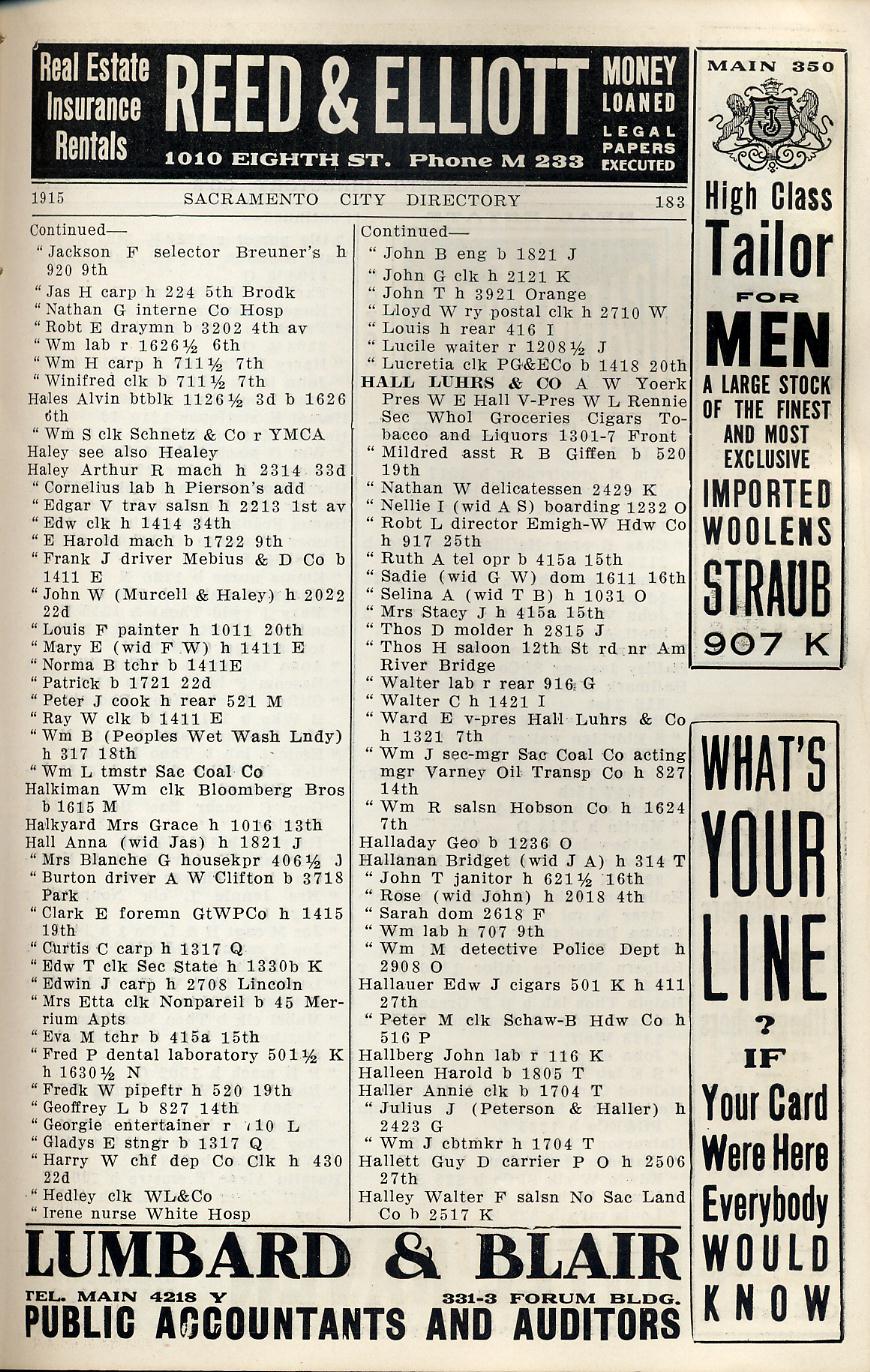 Real Estate
Insurance
Rentals
REED & ELLIOTT
1010 EIGHTH ST. Phone M 233
MONEY
LOANED
LEGAL
PAPERS
EXECUTED
1915 SACRAMENTO CITY DIRECTORY 183
Continued—
" Jackson F selector Breuner's h
920 9th
" Jas H carp h 224 5th Brodk
" Nathan G interne Co Hosp
" Robt E draymn b 3202 4th av
" Wm lab r 1626½ 6th
" Wm H carp h 711½ 7th
" Winifred clk b 711½ 7th
Hales Alvin btblk 1126½ 3d b 1626
6th
" Wm S clk Schnetz & Co r YMCA
Haley see also Healey
Haley Arthur R mach h 2314 33d
" Cornelius lab h Pierson's add
" Edgar V trav salsn h 2213 1st av
" Edw clk h 1414 34th
" E Harold mach b 1722 9th
" Frank J driver Mebius & D Co b
1411 E
" John W (Murcell & Haley) h 2022
22d
" Louis F painter h 1011 20th
" Mary E (wid F W) h 1411 E
" Norma B tchr b 1411E
" Patrick b 1721 22d
" Peter J cook h rear 521 M
" Ray W clk b 1411 E
" Wm B (Peoples Wet Wash Lndy)
h 317 18th
" Wm L tmstr Sac Coal Co
Halkiman Wm clk Bloomberg Bros
b 1615 M
Halkyard Mrs Grace h 1016 13th
Hall Anna (wid Jas) h 1821 J
" Mrs Blanche G housekpr 406½ J
" Burton driver A W Clifton b 3718
Park
" Clark E foremn GtWPCo h 1415
19th
" Curtis C carp h 1317 Q
" Edw T clk Sec State h 1330b K
" Edwin J carp h 2708 Lincoln
" Mrs Etta clk Nonpareil b 45 Mer-
rium Apts
" Eva M tchr b 415a 15th
" Fred P dental laboratory 501½ K
h 1630½ N
" Fredk W pipeftr h 520 19th
" Geoffrey L b 827 14th
" Georgie entertainer r 10 L
" Gladys E stngr b 1317 Q
" Harry W chf dep Co Clk h 430
22d
" Hedley clk WL&Co
" Irene nurse White Hosp
Continued—
" John B eng b 1821 J
" John G clk h 2121 K
" John T h 3921 Orange
" Lloyd W ry postal clk h 2710 W
" Louis h rear 416 I
" Lucile waiter r 1208½ J
" Lucretia clk PG&ECo b 1418 20th
HALL LUHRS & CO A W Yoerk
Pres W E Hall V-Pres W L Rennie
Sec Whol Groceries Cigars To-
bacco and Liquors 1301-7 Front
" Mildred asst R B Giffen b 520
19th
" Nathan W delicatessen 2429 K
" Nellie I (wid A S) boarding 1232 O
" Robt L director Emigh-W Hdw Co
h 917 25th
" Ruth A tel opr b 415a 15th
" Sadie (wid G W) dom 1611 16th
" Selina A (wid T B) h 1031 O
" Mrs Stacy J h 415a 15th
" Thos D molder h 2815 J
" Thos H saloon 12th St rd nr Am
River Bridge
" Walter lab r rear 916 G
" Walter C h 1421 I
" Ward E v-pres Hall Luhrs & Co
h 1321 7th
" Wm J sec-mgr Sac Coal Co acting
mgr Varney Oil Transp Co h 827
14th
" Wm R salsn Hobson Co h 1624
7th
Halladay Geo b 1236 O
Hallanan Bridget (wid J A) h 314 T
" John T janitor h 621½ 16th
" Rose (wid John) h 2018 4th
" Sarah dom 2618 F
" Wm lab h 707 9th
" Wm M detective Police Dept h
2908 O
Hallauer Edw J cigars 501 K h 411
27th
" Peter M clk Schaw-B Hdw Co h
516 P
Hallberg John lab r 116 K
Halleen Harold b 1805 T
Haller Annie clk b 1704 T
" Julius J (Peterson & Haller) h
2423 G
" Wm J cbtmkr h 1704 T
Hallett Guy D carrier P O h 2506
27th
Halley Walter F salsn No Sac Land
Co b 2517 K
MAIN 350
High Class
Tailor
FOR
MEN
A LARGE STOCK
OF THE FINEST
AND MOST
EXCLUSIVE
IMPORTED
WOOLENS
STRAUB
907 K
WHAT'S
YOUR
LINE
?
IF
Your Card
Were Here
Everybody
WOULD
KNOW
LUMBARD & BLAIR
TEL. MAIN 4218 Y 331-3 FORUM BLDG.
PUBLIC ACCOUNTANTS AND AUDITORS